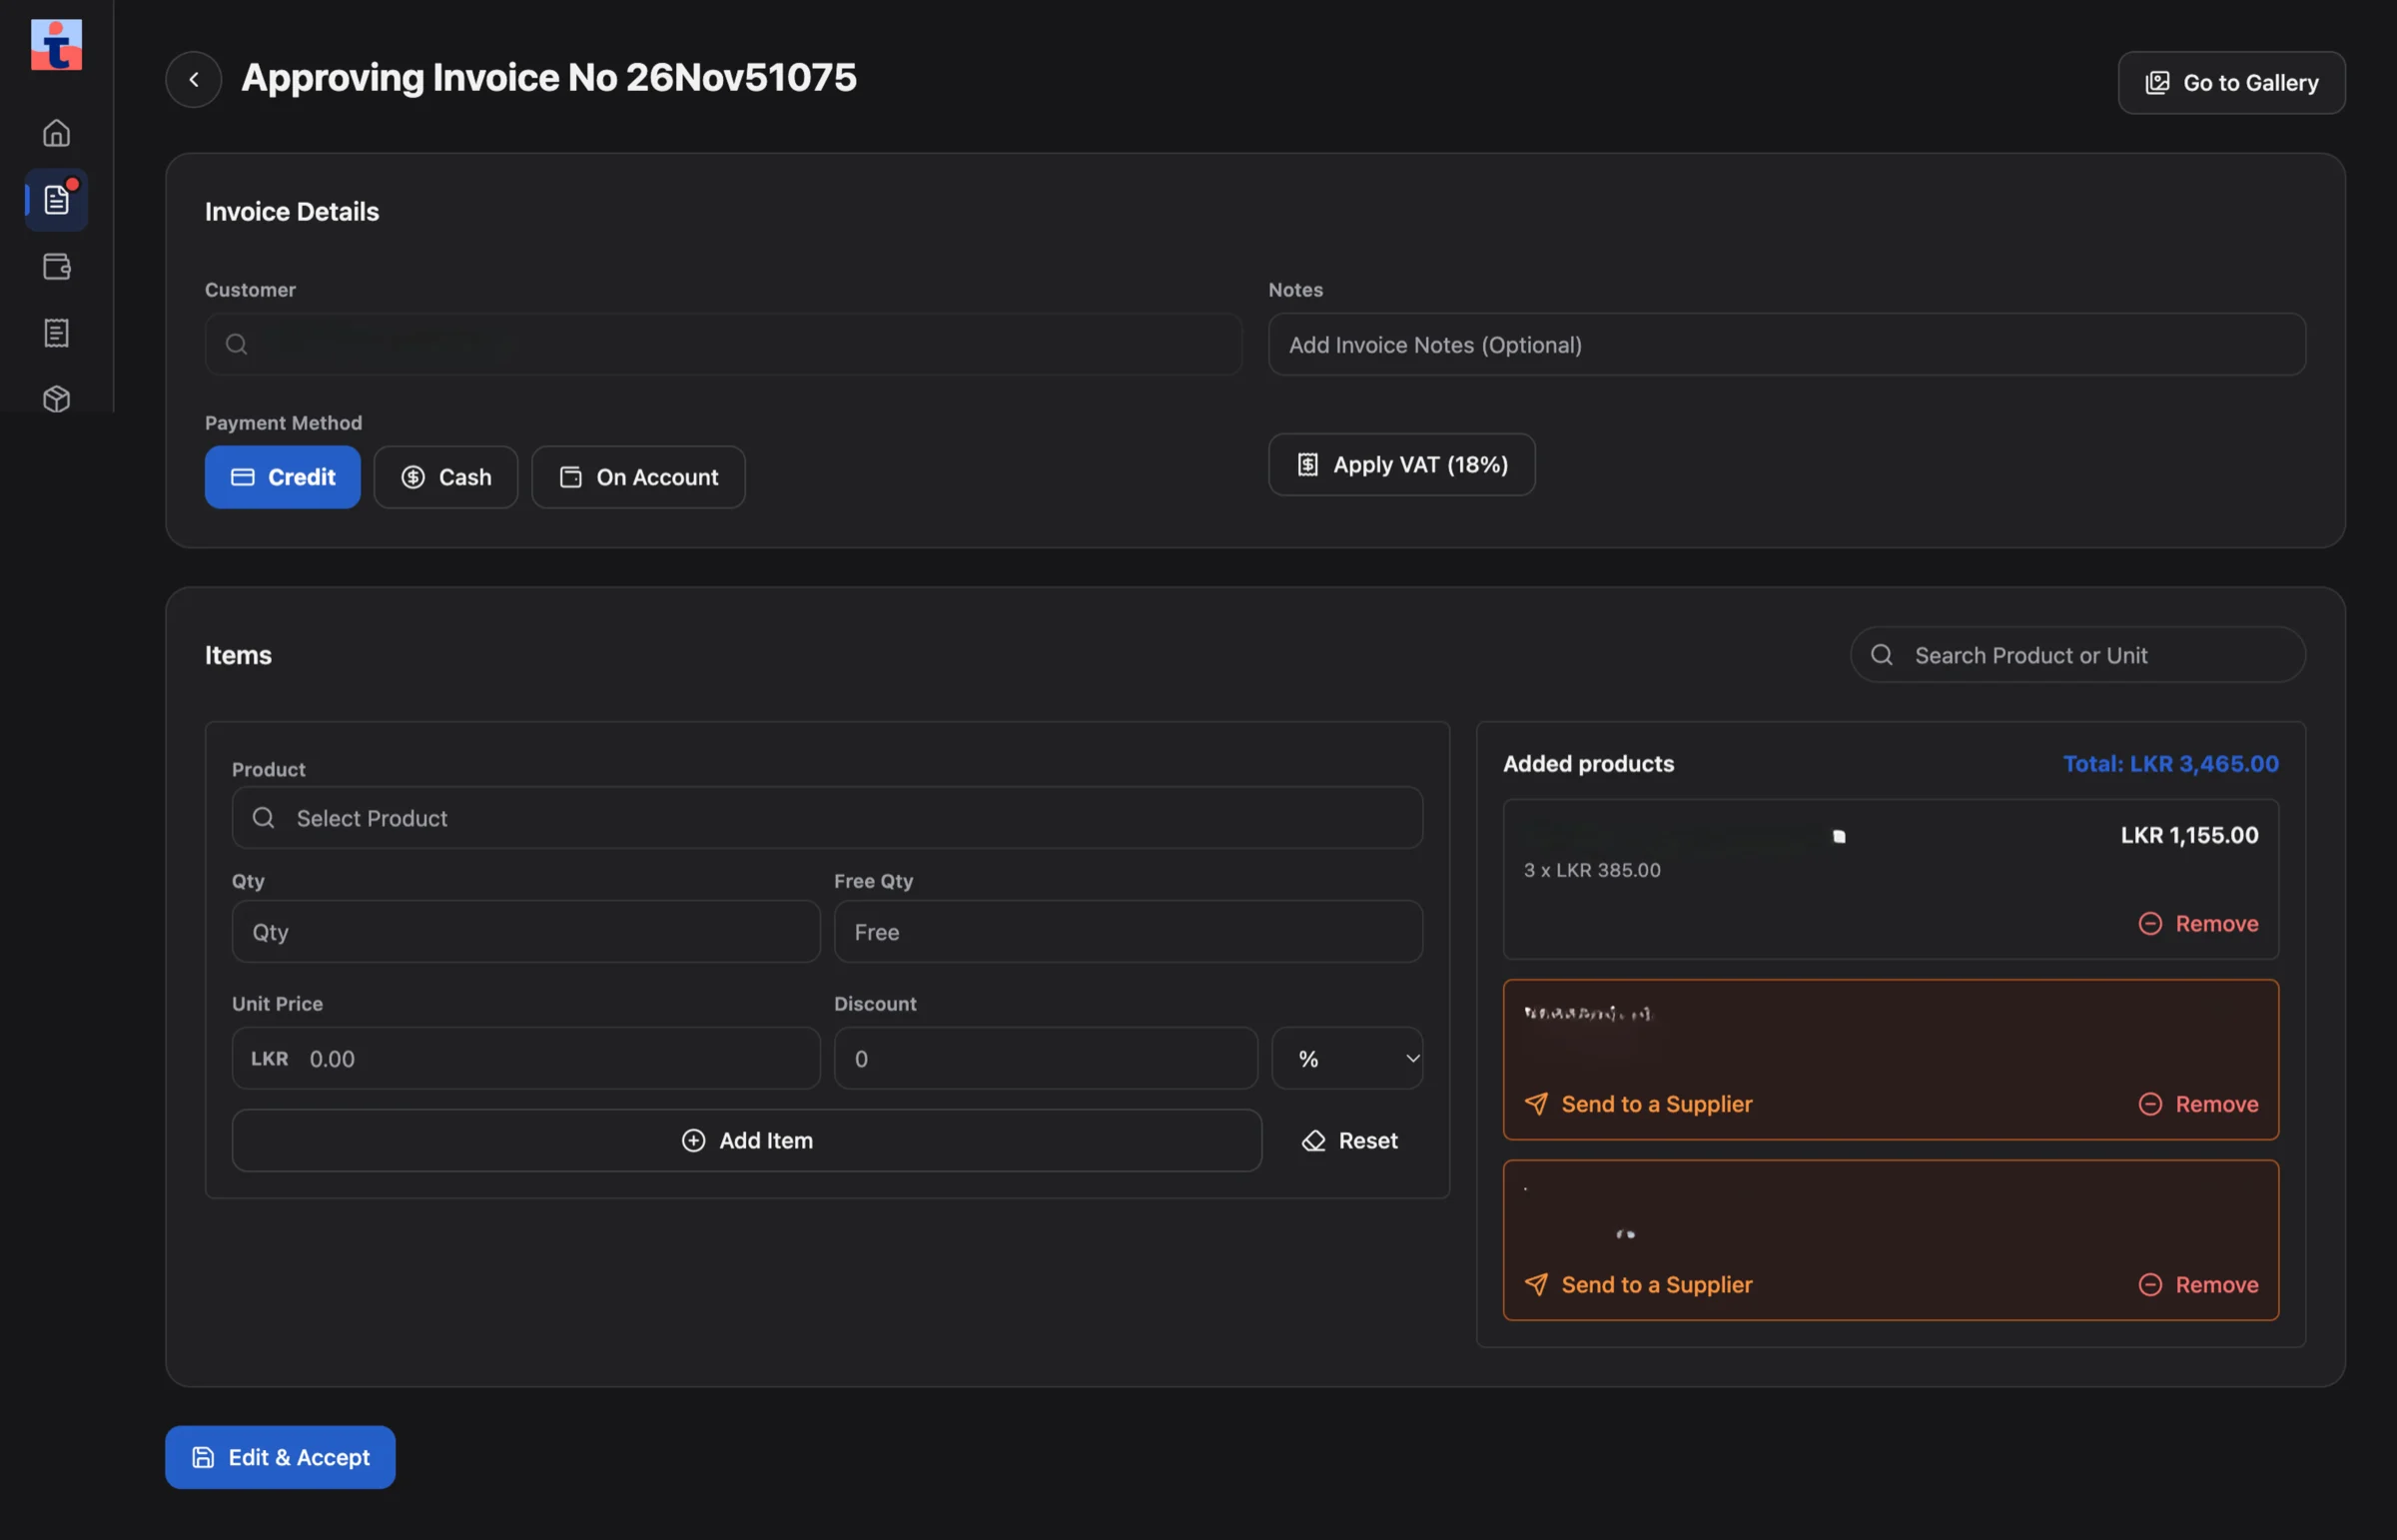 Approving Invoice No 26Nov51075
Go to Gallery
Invoice Details
Customer
Notes
Add Invoice Notes (Optional)
Payment Method
Credit
Cash
On Account
Apply VAT (18%)
Items
Search Product or Unit
Product
Select Product
Qty
Free Qty
Qty
Free
Unit Price
Discount
LKR 0.00
0
%
Add Item
Reset
Added products
Total: LKR 3,465.00
LKR 1,155.00
3 x LKR 385.00
Remove
Send to a Supplier
Remove
Send to a Supplier
Remove
Edit & Accept